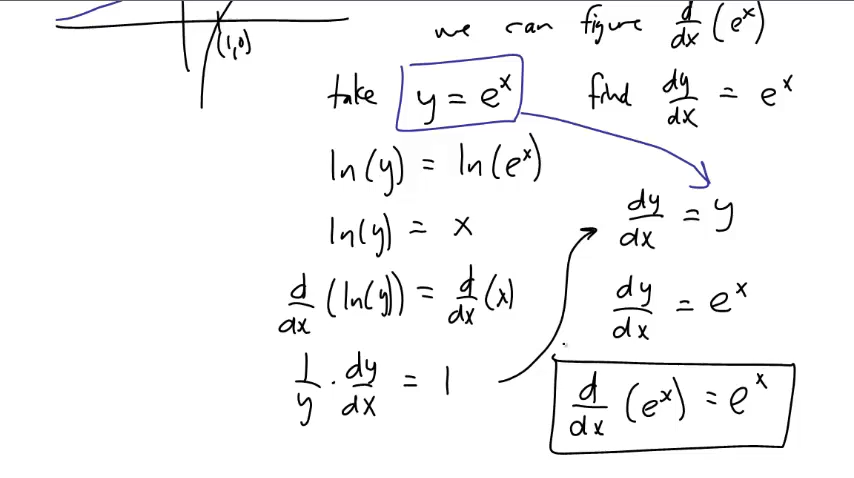 (1,0)
we can figure d/dx (e^x)
take y = e^x find dy/dx = e^x
ln(y) = ln(e^x)
ln(y) = x
d/dx (ln(y)) = d/dx (x)
1/y · dy/dx = 1
dy/dx = y
dy/dx = e^x
d/dx (e^x) = e^x